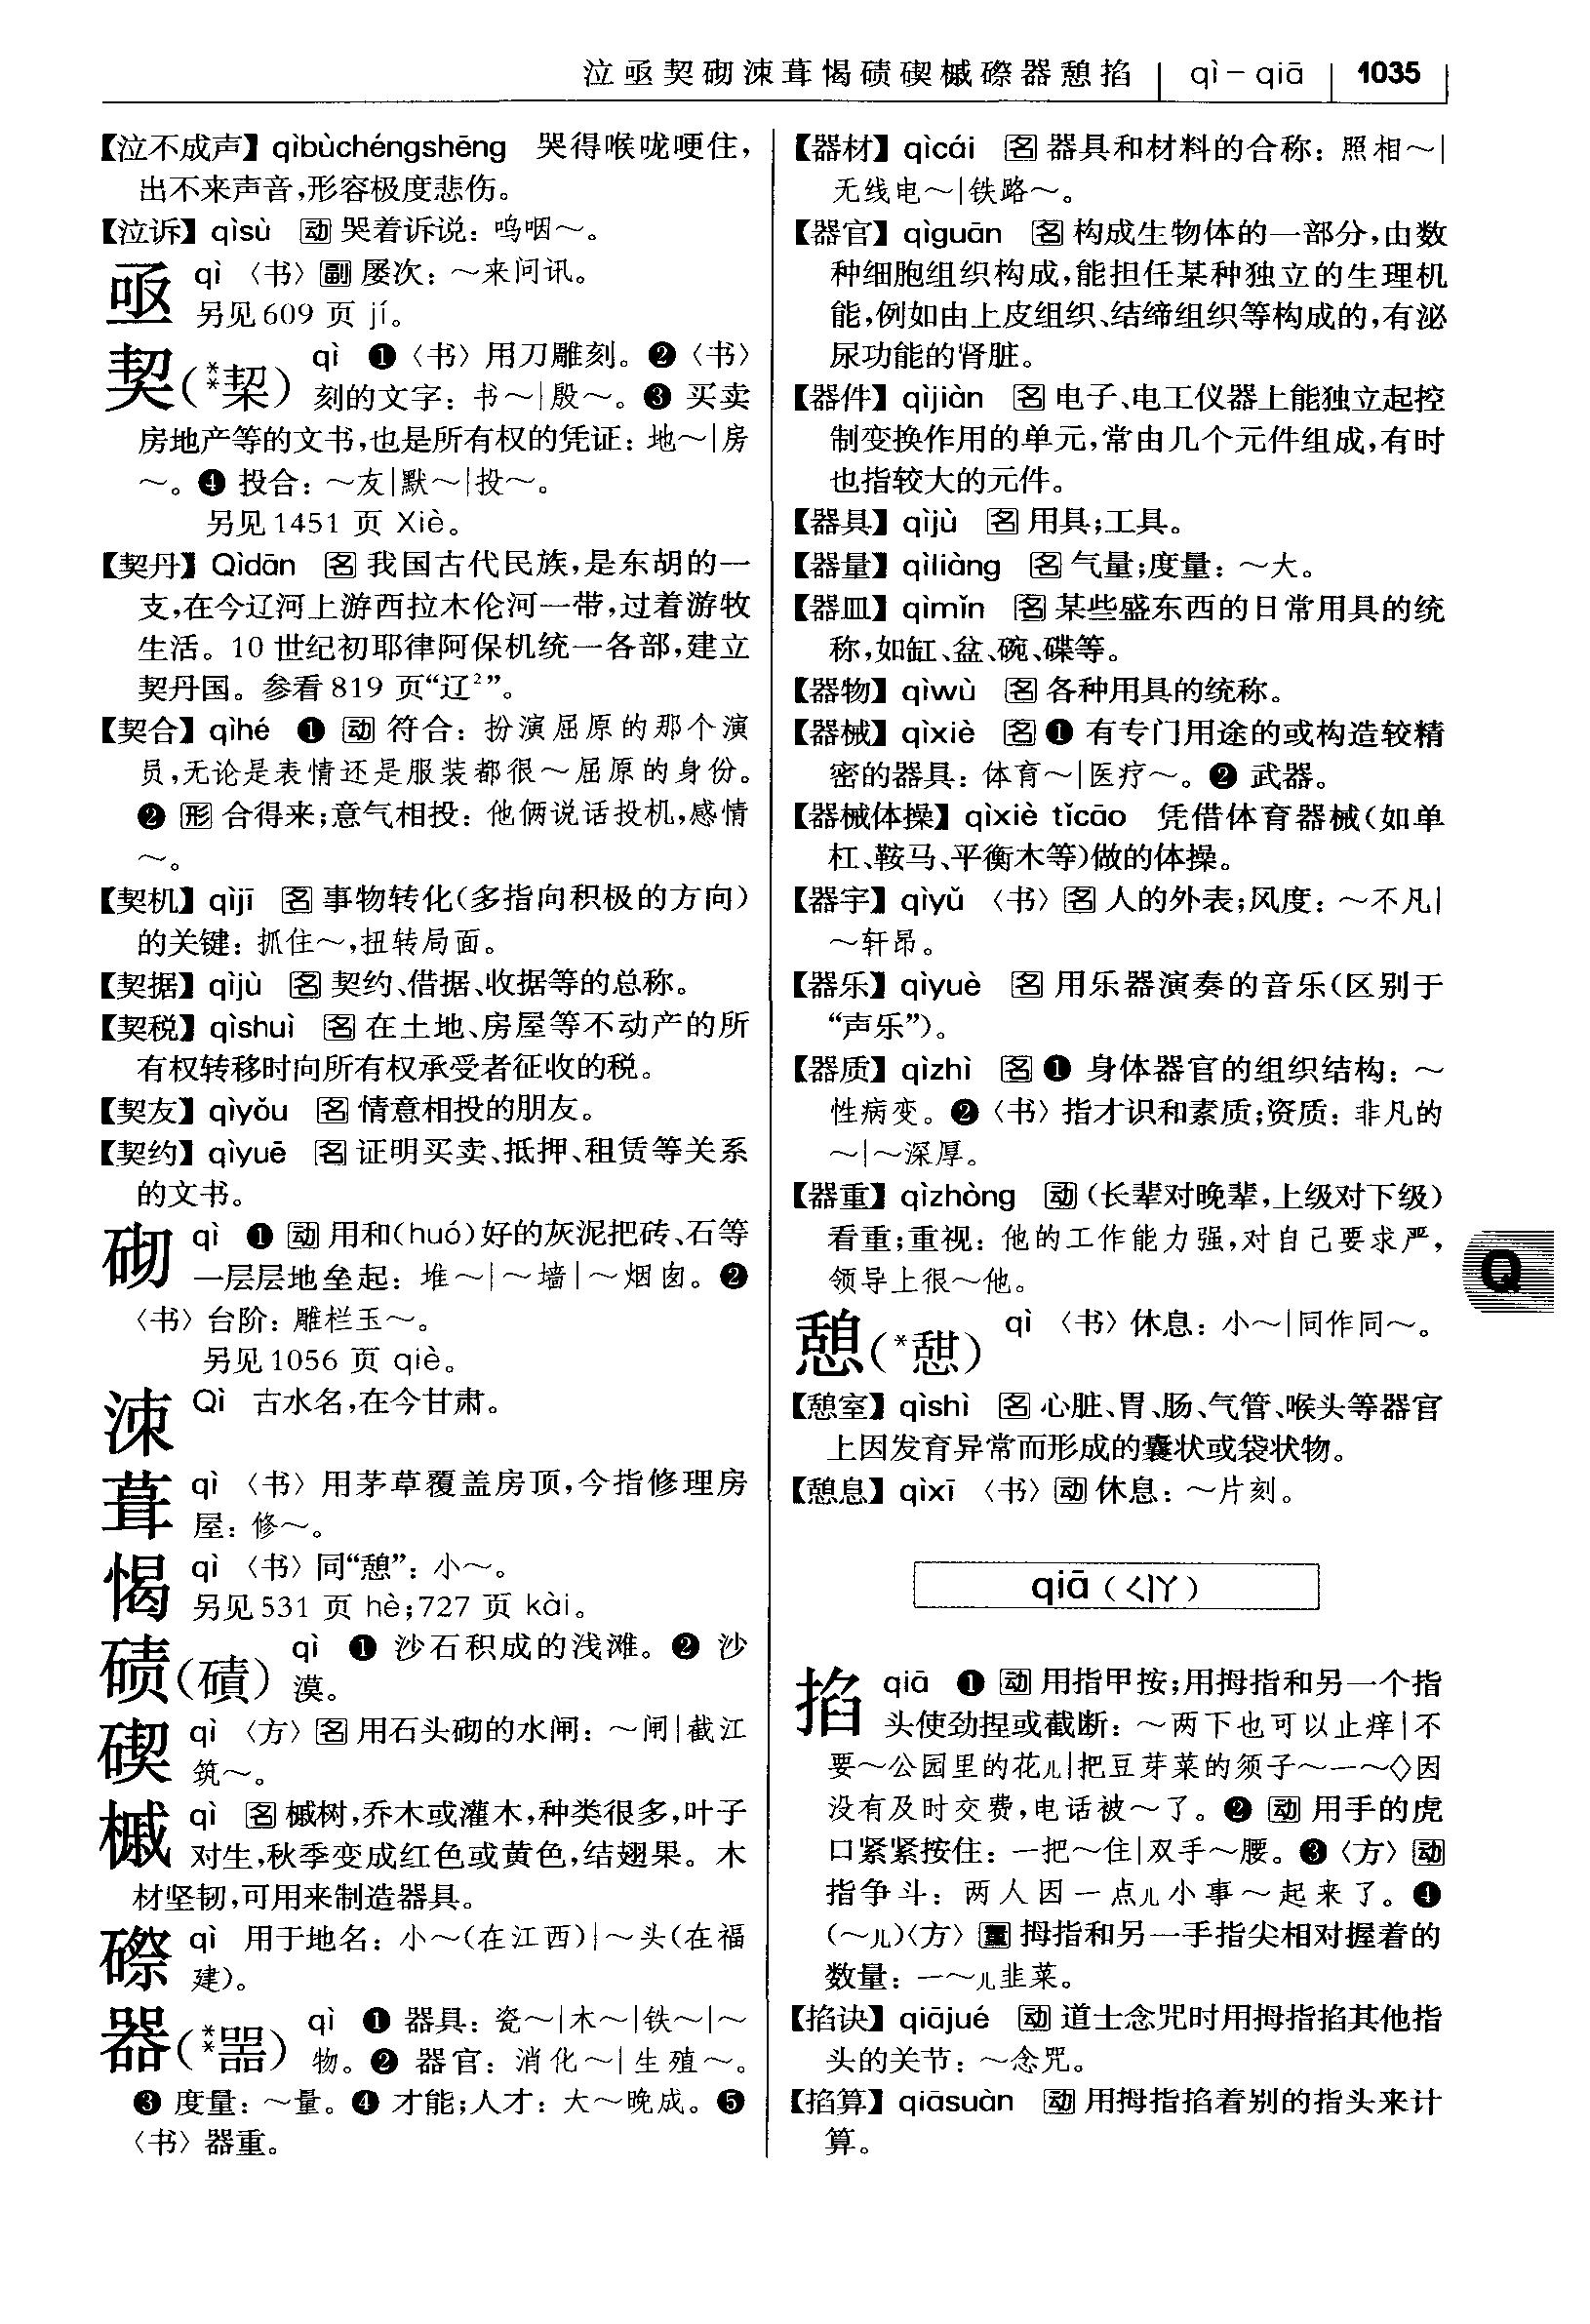 泣亟契砌涑葺愒碛碶槭磜器憩掐 qì－qiā 1035
【泣不成声】qìbùchéngshēng 哭得喉咙哽住，
出不来声音，形容极度悲伤。
【泣诉】qìsù 动 哭着诉说：呜咽～。
亟 qì 〈书〉副 屡次：～来问讯。
另见609 页 jí。
契（**栔） qì ❶〈书〉用刀雕刻。❷〈书〉
刻的文字：书～|殷～。❸ 买卖
房地产等的文书，也是所有权的凭证：地～|房
～。❹ 投合：～友|默～|投～。
另见1451 页 Xiè。
【契丹】Qìdān 名 我国古代民族，是东胡的一
支，在今辽河上游西拉木伦河一带，过着游牧
生活。10 世纪初耶律阿保机统一各部，建立
契丹国。参看819 页“辽²”。
【契合】qìhé ❶ 动 符合：扮演屈原的那个演
员，无论是表情还是服装都很～屈原的身份。
❷ 形 合得来；意气相投：他俩说话投机，感情
～。
【契机】qìjī 名 事物转化（多指向积极的方向）
的关键：抓住～，扭转局面。
【契据】qìjù 名 契约、借据、收据等的总称。
【契税】qìshuì 名 在土地、房屋等不动产的所
有权转移时向所有权承受者征收的税。
【契友】qìyǒu 名 情意相投的朋友。
【契约】qìyuē 名 证明买卖、抵押、租赁等关系
的文书。
砌 qì ❶ 动 用和（huó）好的灰泥把砖、石等
一层层地垒起：堆～|～墙|～烟囱。❷
〈书〉台阶：雕栏玉～。
另见1056 页 qiè。
涑 Qì 古水名，在今甘肃。
葺 qì 〈书〉用茅草覆盖房顶，今指修理房
屋：修～。
愒 qì 〈书〉同“憩”：小～。
另见531 页 hè；727 页 kài。
碛（磧） qì ❶ 沙石积成的浅滩。❷ 沙
漠。
碶 qì 〈方〉名 用石头砌的水闸：～闸|截江
筑～。
槭 qì 名 槭树，乔木或灌木，种类很多，叶子
对生，秋季变成红色或黄色，结翅果。木
材坚韧，可用来制造器具。
磜 qì 用于地名：小～（在江西）|～头（在福
建）。
器（**噐） qì ❶ 器具：瓷～|木～|铁～|～
物。❷ 器官：消化～|生殖～。
❸ 度量：～量。❹ 才能；人才：大～晚成。❺
〈书〉器重。
【器材】qìcái 名 器具和材料的合称：照相～|
无线电～|铁路～。
【器官】qìguān 名 构成生物体的一部分，由数
种细胞组织构成，能担任某种独立的生理机
能，例如由上皮组织、结缔组织等构成的，有泌
尿功能的肾脏。
【器件】qìjiàn 名 电子、电工仪器上能独立起控
制变换作用的单元，常由几个元件组成，有时
也指较大的元件。
【器具】qìjù 名 用具；工具。
【器量】qìliàng 名 气量；度量：～大。
【器皿】qìmǐn 名 某些盛东西的日常用具的统
称，如缸、盆、碗、碟等。
【器物】qìwù 名 各种用具的统称。
【器械】qìxiè 名 ❶ 有专门用途的或构造较精
密的器具：体育～|医疗～。❷ 武器。
【器械体操】qìxiè tǐcāo 凭借体育器械（如单
杠、鞍马、平衡木等）做的体操。
【器宇】qìyǔ 〈书〉名 人的外表；风度：～不凡|
～轩昂。
【器乐】qìyuè 名 用乐器演奏的音乐（区别于
“声乐”）。
【器质】qìzhì 名 ❶ 身体器官的组织结构：～
性病变。❷〈书〉指才识和素质；资质：非凡的
～|～深厚。
【器重】qìzhòng 动（长辈对晚辈，上级对下级）
看重；重视：他的工作能力强，对自己要求严，
领导上很～他。
憩（*憇） qì 〈书〉休息：小～|同作同～。
【憩室】qìshì 名 心脏、胃、肠、气管、喉头等器官
上因发育异常而形成的囊状或袋状物。
【憩息】qìxī 〈书〉动 休息：～片刻。
qiā（ㄑㄧㄚ）
掐 qiā ❶ 动 用指甲按；用拇指和另一个指
头使劲捏或截断：～两下也可以止痒|不
要～公园里的花儿|把豆芽菜的须子～一～◇因
没有及时交费，电话被～了。❷ 动 用手的虎
口紧紧按住：一把～住|双手～腰。❸〈方〉动
指争斗：两人因一点儿小事～起来了。❹
（～儿）〈方〉量 拇指和另一手指尖相对握着的
数量：一～儿韭菜。
【掐诀】qiājué 动 道士念咒时用拇指掐其他指
头的关节：～念咒。
【掐算】qiāsuàn 动 用拇指掐着别的指头来计
算。
Q